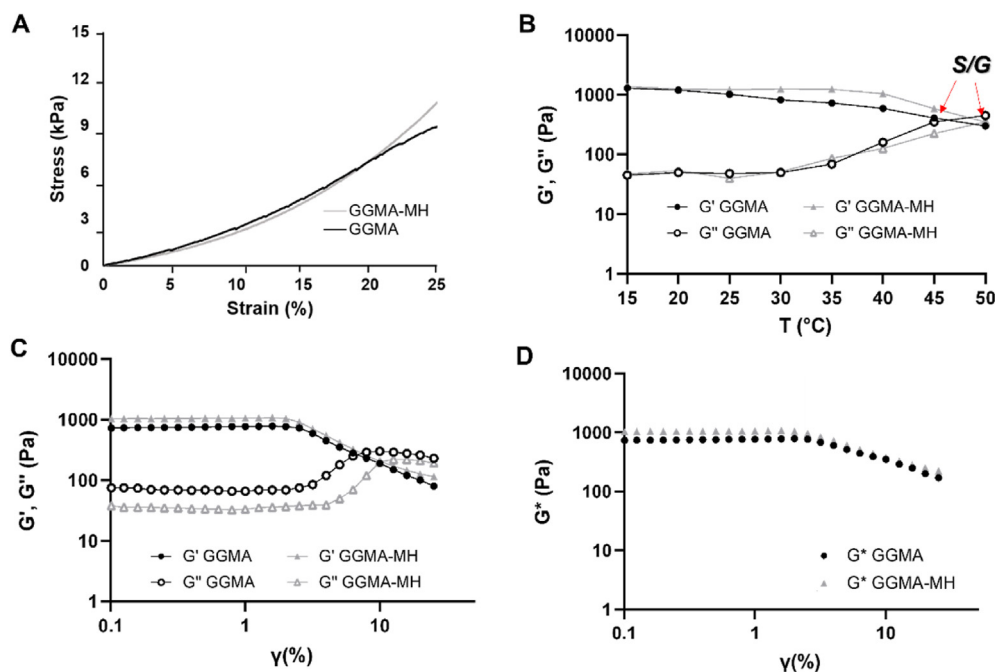 A
Stress (kPa)
15
12
9
6
3
0
0 5 10 15 20 25
Strain (%)
GGMA-MH
GGMA
B
G', G'' (Pa)
10000
1000
100
10
1
15 20 25 30 35 40 45 50
T (°C)
S/G
G' GGMA G' GGMA-MH
G'' GGMA G'' GGMA-MH
C
G', G'' (Pa)
10000
1000
100
10
1
0.1 1 10
γ(%)
G' GGMA G' GGMA-MH
G'' GGMA G'' GGMA-MH
D
G* (Pa)
10000
1000
100
10
1
0.1 1 10
γ(%)
G* GGMA
G* GGMA-MH